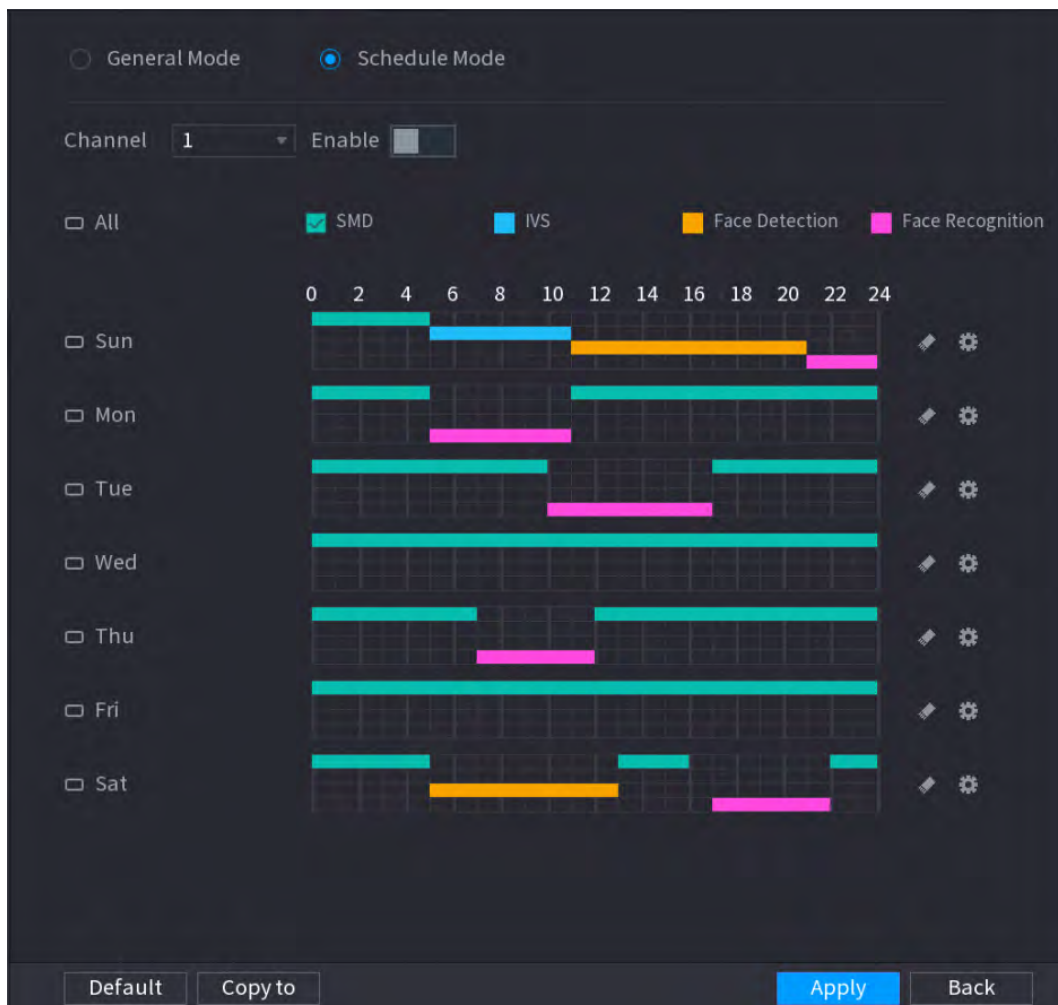 General Mode Schedule Mode
Channel 1 Enable
All SMD IVS Face Detection Face Recognition
0 2 4 6 8 10 12 14 16 18 20 22 24
Sun
Mon
Tue
Wed
Thu
Fri
Sat
Default Copy to Apply Back